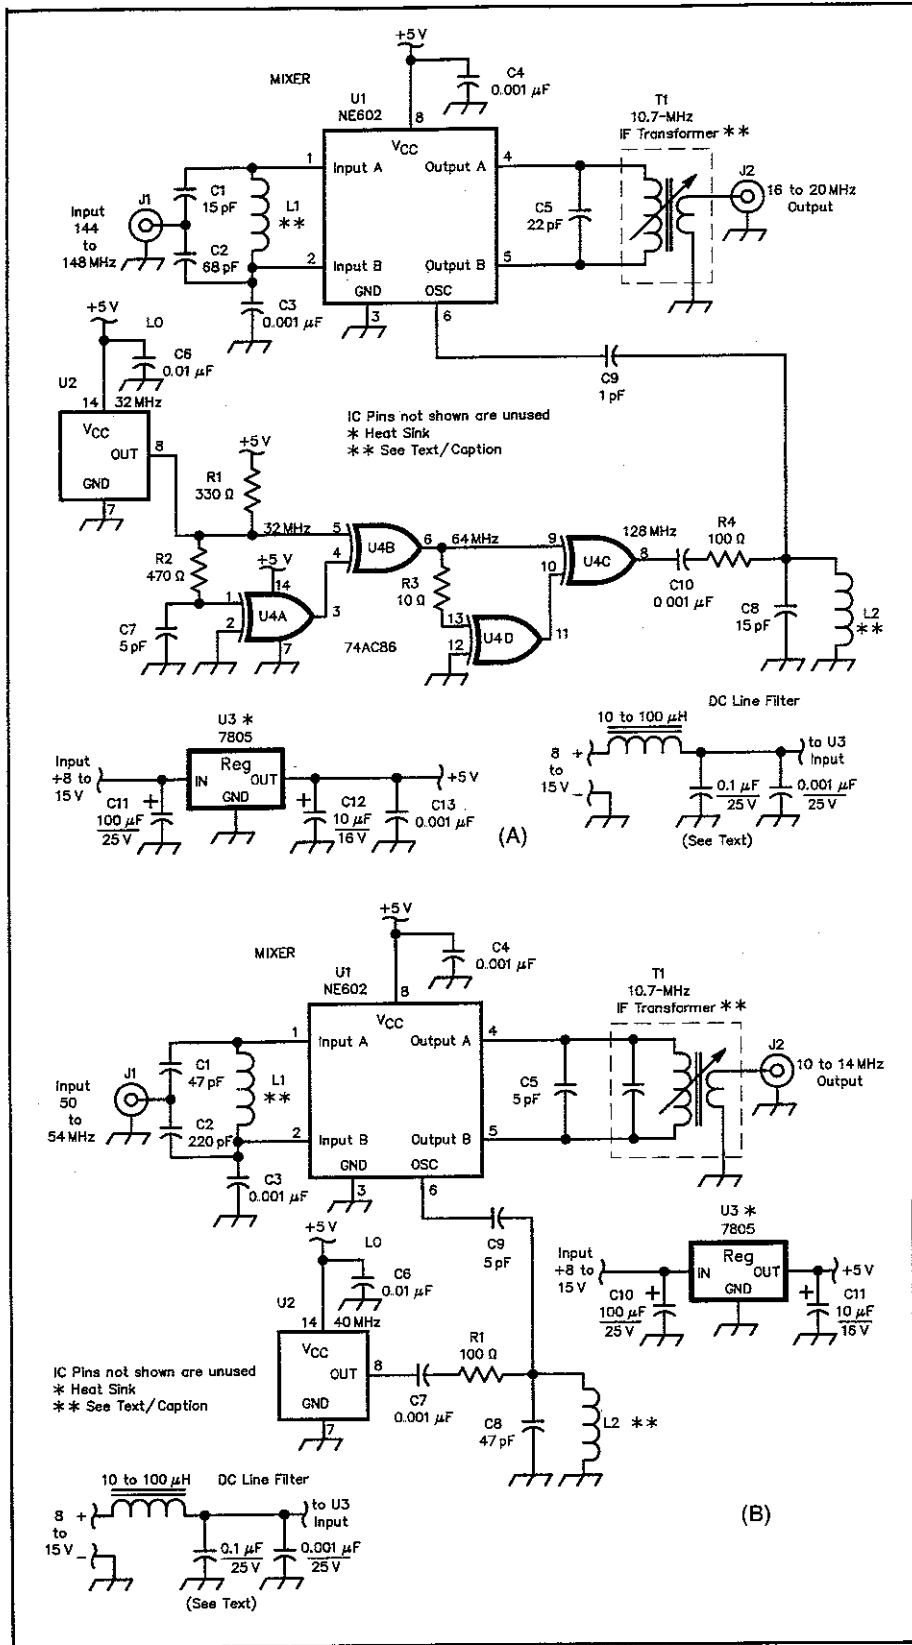 +5 V
MIXER
C4
0.001 µF
U1
NE602
8
VCC
T1
10.7-MHz
IF Transformer **
1
Input A
Output A
4
J1
C1
15 pF
L1
**
C5
22 pF
J2
16 to 20 MHz
Output
Input
144
to
148 MHz
C2
68 pF
2
Input B
Output B
5
GND
OSC
3
6
C3
0.001 µF
+5 V
LO
C6
0.01 µF
U2
14
32 MHz
VCC
OUT
8
GND
7
C9
1 pF
IC Pins not shown are unused
* Heat Sink
** See Text/Caption
+5 V
R1
330 Ω
32 MHz
5
4
U4B
6
64 MHz
9
10
U4C
128 MHz
8
R4
100 Ω
C10
0.001 µF
R2
470 Ω
+5 V
14
1
2
U4A
3
7
C7
5 pF
R3
10 Ω
13
12
U4D
11
74AC86
C8
15 pF
L2
**
U3 *
7805
Input
+8 to
15 V
IN
Reg
OUT
GND
+5 V
C11
100 µF
25 V
+
+
C12
10 µF
16 V
C13
0.001 µF
(A)
DC Line Filter
10 to 100 µH
8
to
15 V
+
-
to U3
Input
0.1 µF
25 V
0.001 µF
25 V
(See Text)
+5 V
MIXER
C4
0.001 µF
U1
NE602
8
VCC
T1
10.7-MHz
IF Transformer **
1
Input A
Output A
4
J1
C1
47 pF
L1
**
C5
5 pF
J2
10 to 14 MHz
Output
Input
50
to
54 MHz
C2
220 pF
2
Input B
Output B
5
GND
OSC
3
6
C3
0.001 µF
+5 V
LO
C6
0.01 µF
U2
14
40 MHz
VCC
OUT
8
GND
7
C9
5 pF
U3 *
7805
Input
+8 to
15 V
IN
Reg
OUT
GND
+5 V
C10
100 µF
25 V
+
+
C11
10 µF
16 V
IC Pins not shown are unused
* Heat Sink
** See Text/Caption
R1
100 Ω
C7
0.001 µF
C8
47 pF
L2 **
10 to 100 µH
DC Line Filter
8
to
15 V
+
-
to U3
Input
0.1 µF
25 V
0.001 µF
25 V
(See Text)
(B)